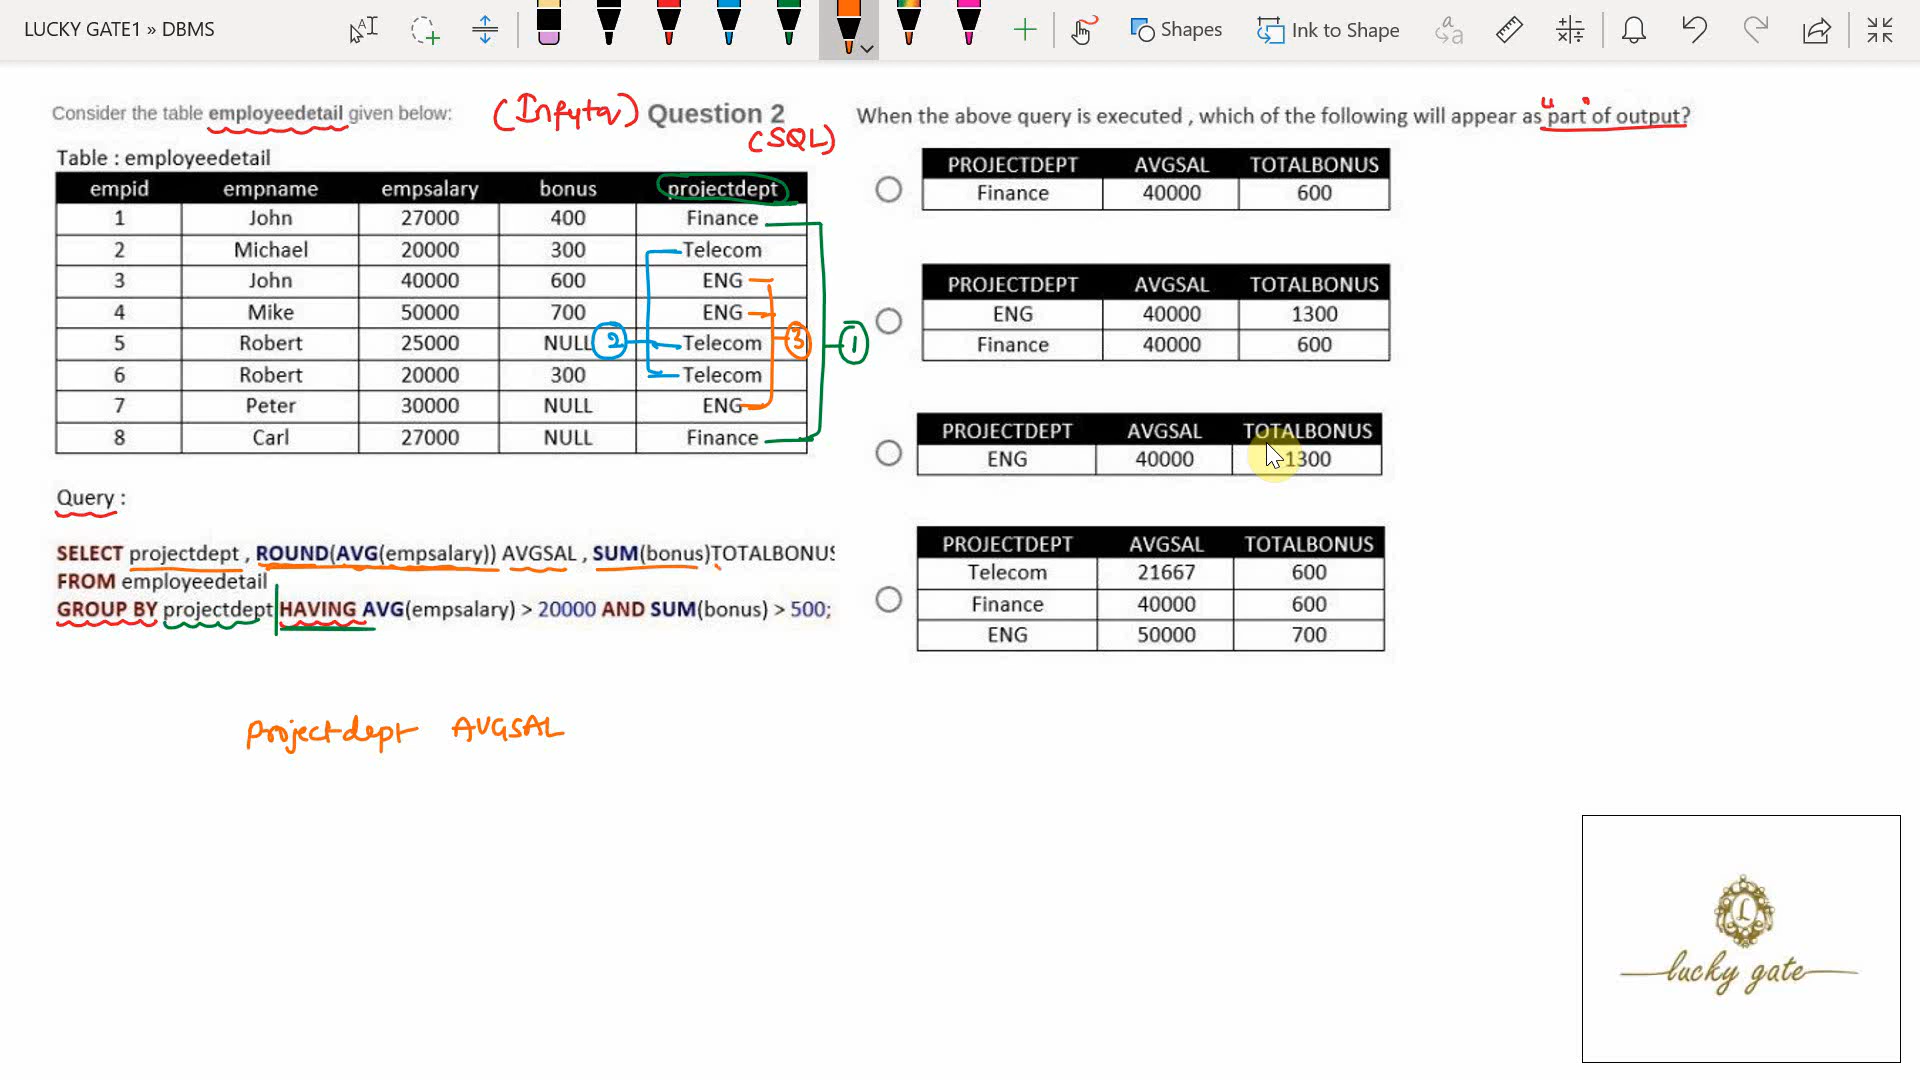 LUCKY GATE1 » DBMS
Shapes
Ink to Shape
Consider the table employeedetail given below:
(Infytq)
Question 2
(SQL)
Table : employeedetail
empid empname empsalary bonus projectdept
1 John 27000 400 Finance
2 Michael 20000 300 Telecom
3 John 40000 600 ENG
4 Mike 50000 700 ENG
5 Robert 25000 NULL Telecom
6 Robert 20000 300 Telecom
7 Peter 30000 NULL ENG
8 Carl 27000 NULL Finance
2
3
1
Query :
SELECT projectdept , ROUND(AVG(empsalary)) AVGSAL , SUM(bonus)TOTALBONUS
FROM employeedetail
GROUP BY projectdept HAVING AVG(empsalary) > 20000 AND SUM(bonus) > 500;
Projectdept AVGSAL
When the above query is executed , which of the following will appear as part of output?
PROJECTDEPT AVGSAL TOTALBONUS
Finance 40000 600
PROJECTDEPT AVGSAL TOTALBONUS
ENG 40000 1300
Finance 40000 600
PROJECTDEPT AVGSAL TOTALBONUS
ENG 40000 1300
PROJECTDEPT AVGSAL TOTALBONUS
Telecom 21667 600
Finance 40000 600
ENG 50000 700
L
lucky gate